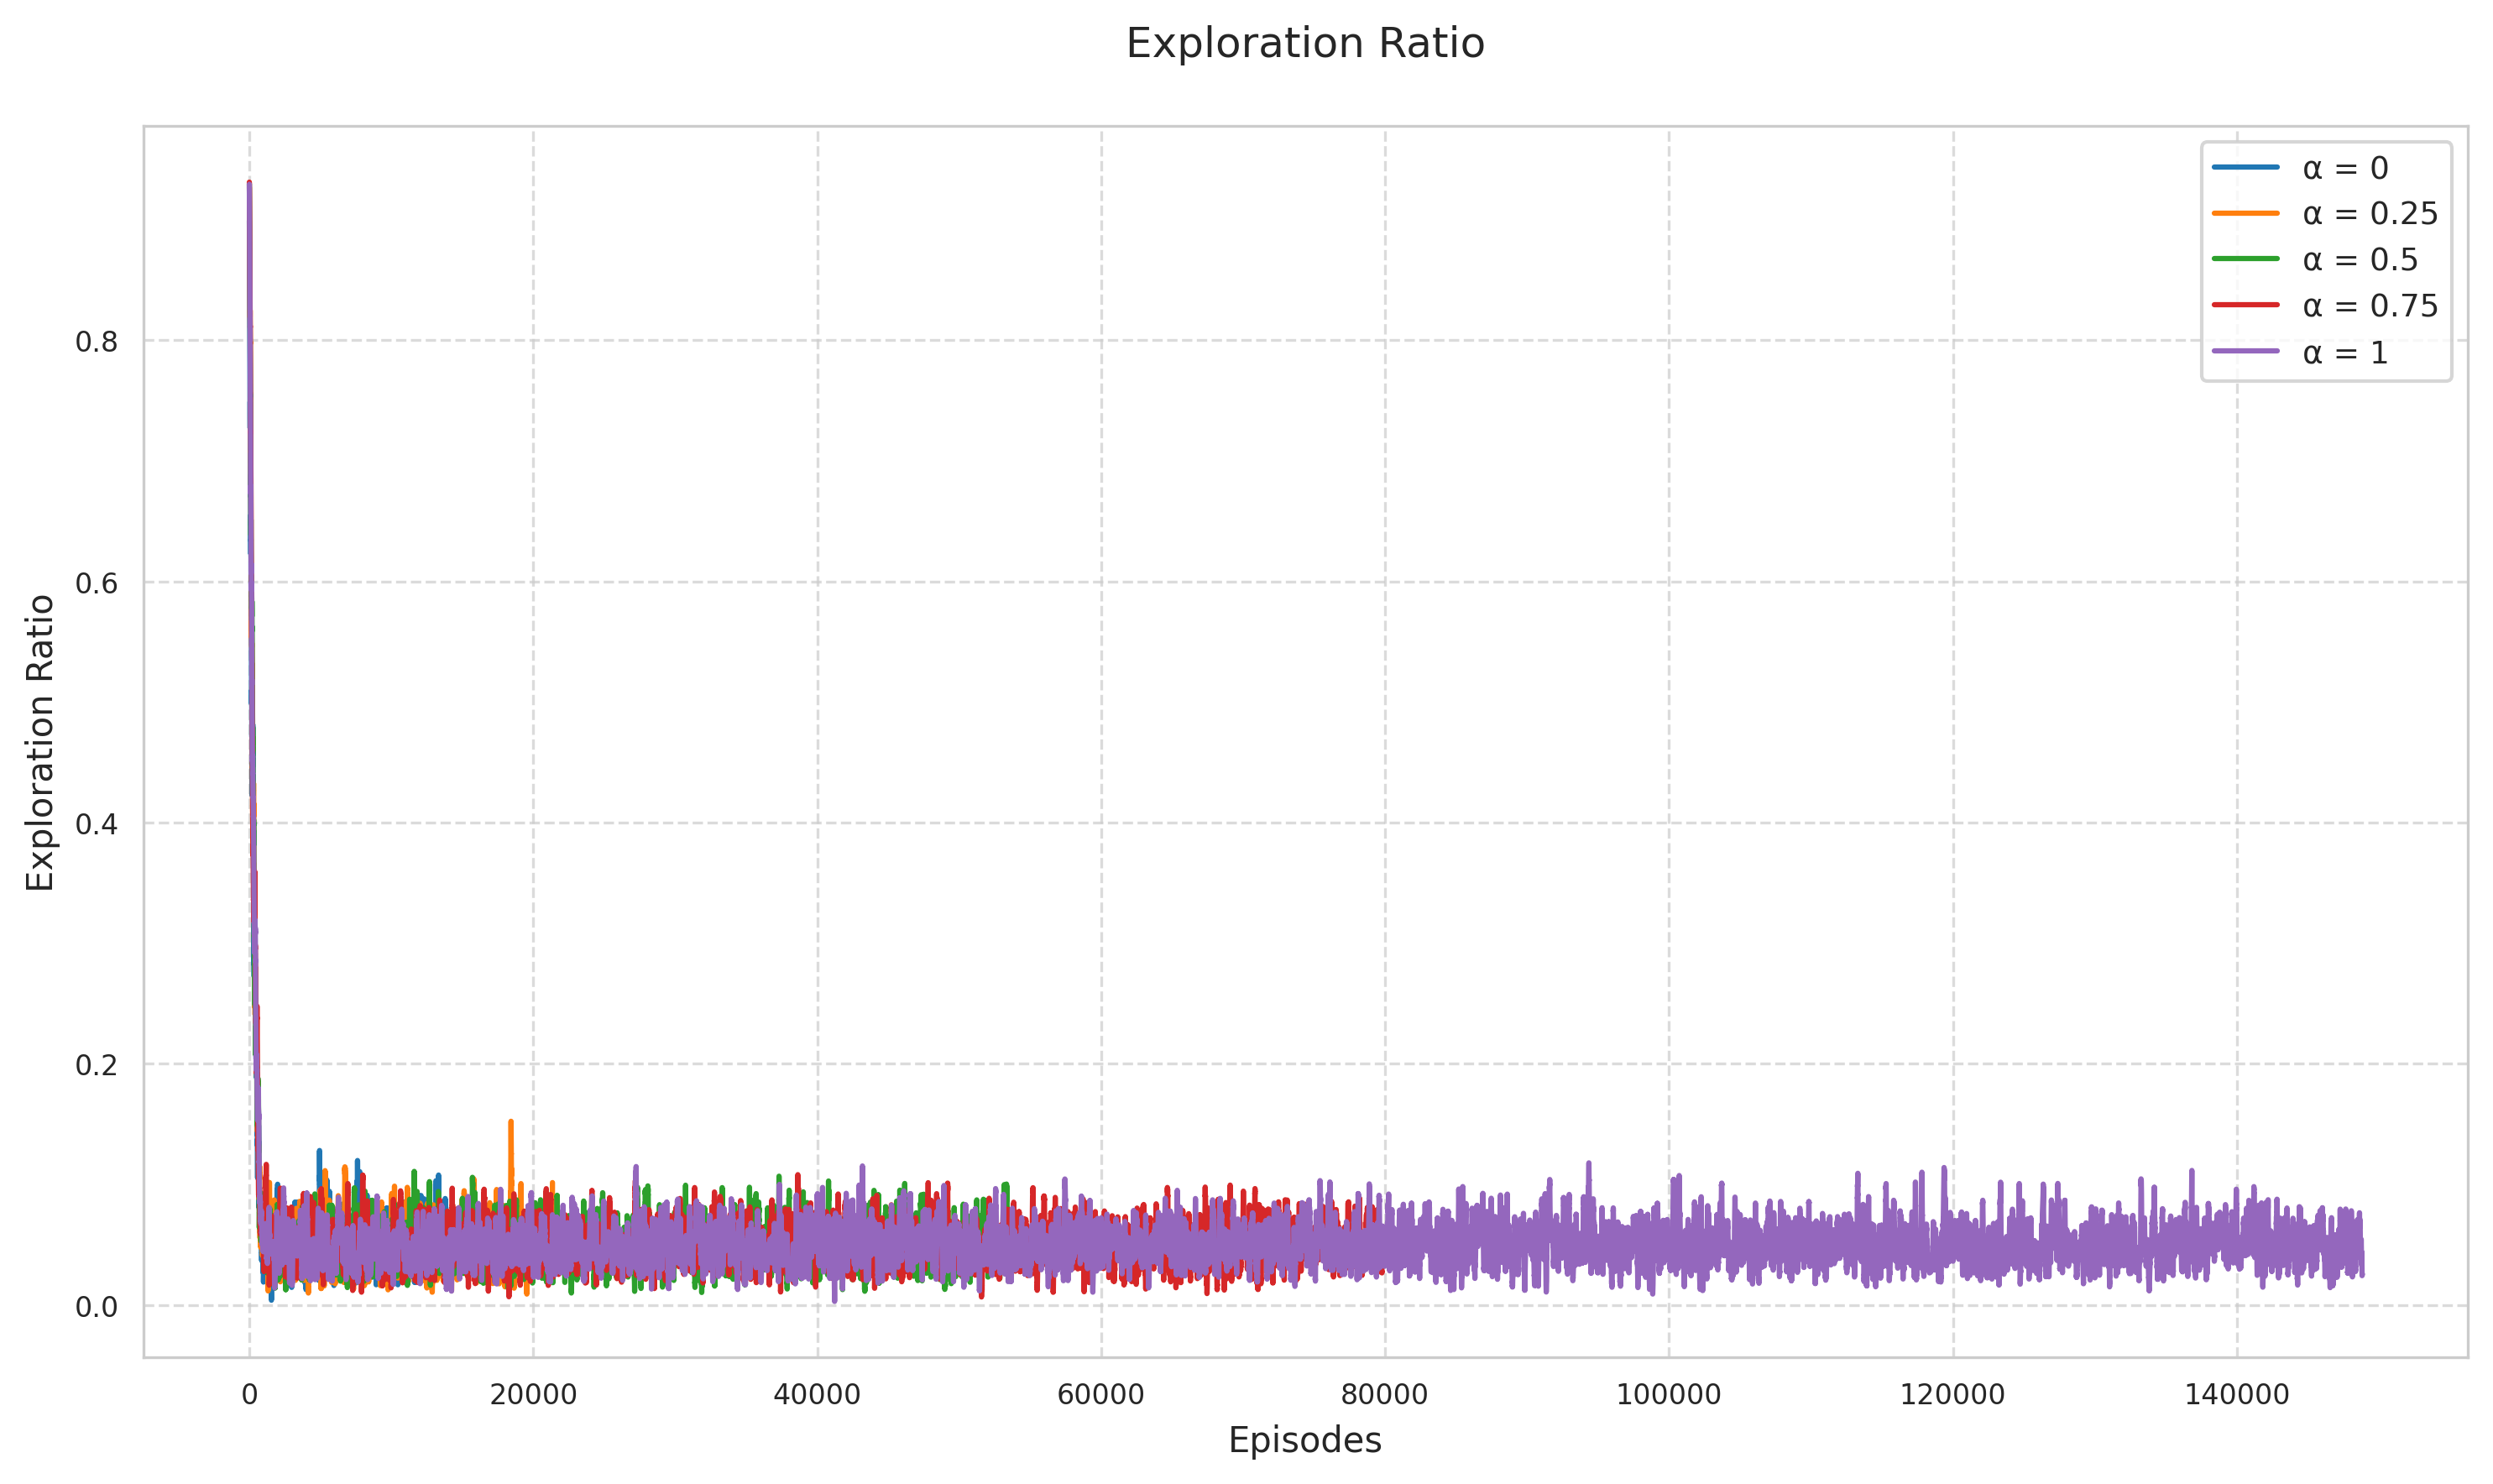 Exploration Ratio
α = 0
α = 0.25
α = 0.5
α = 0.75
α = 1
Exploration Ratio
0.8
0.6
0.4
0.2
0.0
0 20000 40000 60000 80000 100000 120000 140000
Episodes